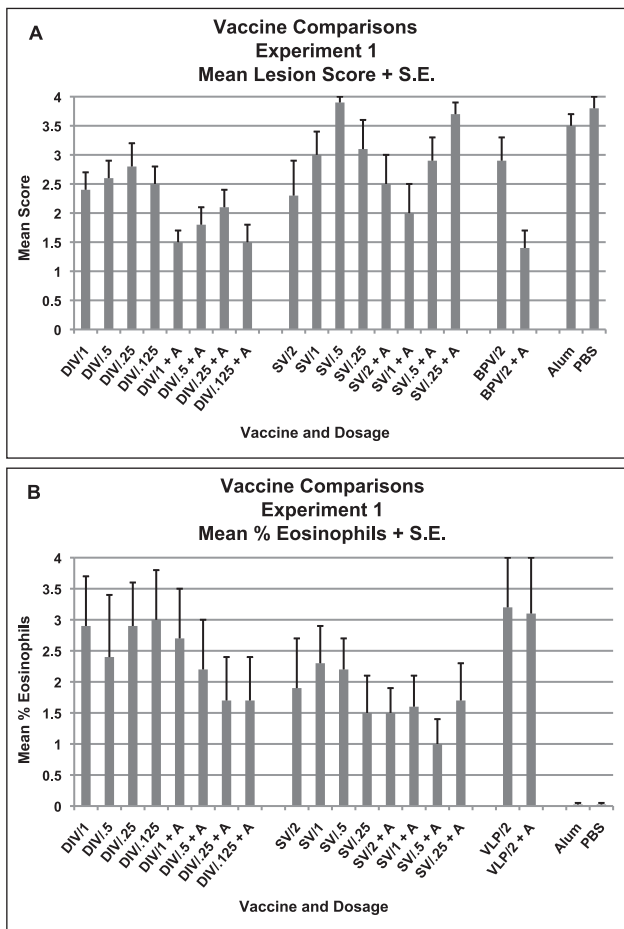 A
Vaccine Comparisons
Experiment 1
Mean Lesion Score + S.E.
Mean Score
4
3.5
3
2.5
2
1.5
1
0.5
0
DIV/1
DIV/.5
DIV/.25
DIV/.125
DIV/1 + A
DIV/.5 + A
DIV/.25 + A
DIV/.125 + A
SV/2
SV/1
SV/.5
SV/.25
SV/2 + A
SV/1 + A
SV/.5 + A
SV/.25 + A
BPV/2
BPV/2 + A
Alum
PBS
Vaccine and Dosage
B
Vaccine Comparisons
Experiment 1
Mean % Eosinophils + S.E.
Mean % Eosinophils
4
3.5
3
2.5
2
1.5
1
0.5
0
DIV/1
DIV/.5
DIV/.25
DIV/.125
DIV/1 + A
DIV/.5 + A
DIV/.25 + A
DIV/.125 + A
SV/2
SV/1
SV/.5
SV/.25
SV/2 + A
SV/1 + A
SV/.5 + A
SV/.25 + A
VLP/2
VLP/2 + A
Alum
PBS
Vaccine and Dosage